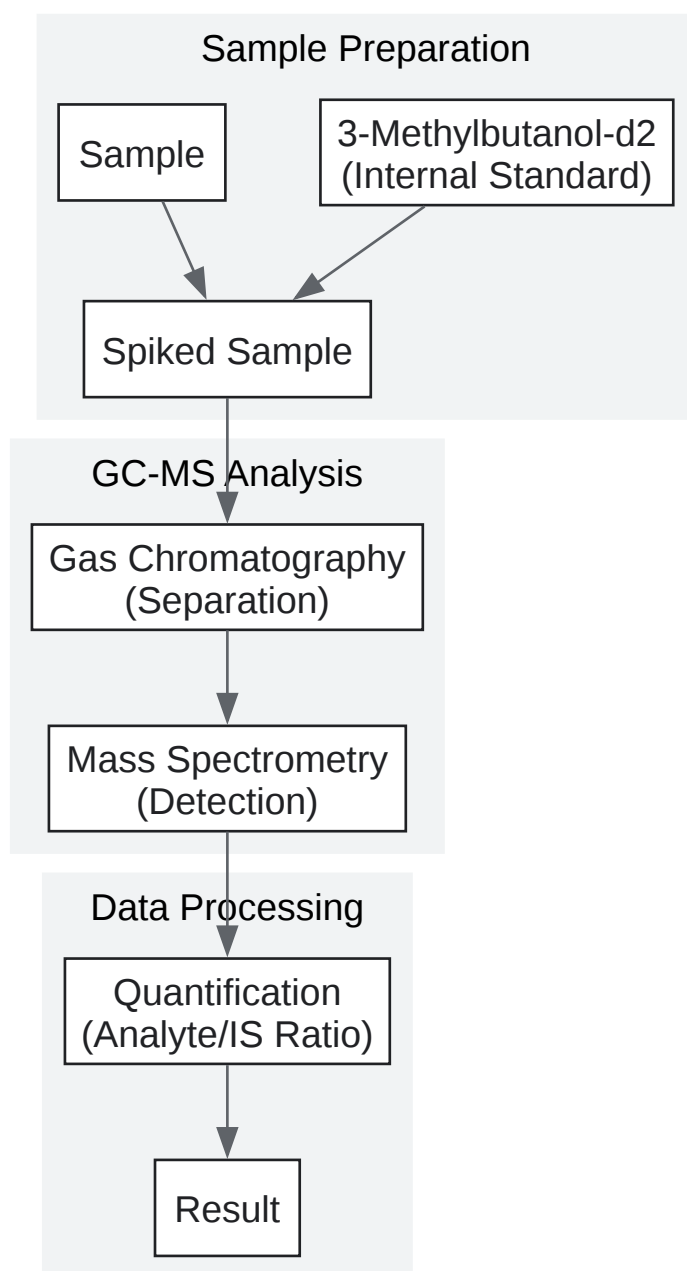 Sample Preparation
Sample
3-Methylbutanol-d2
(Internal Standard)
Spiked Sample
GC-MS Analysis
Gas Chromatography
(Separation)
Mass Spectrometry
(Detection)
Data Processing
Quantification
(Analyte/IS Ratio)
Result